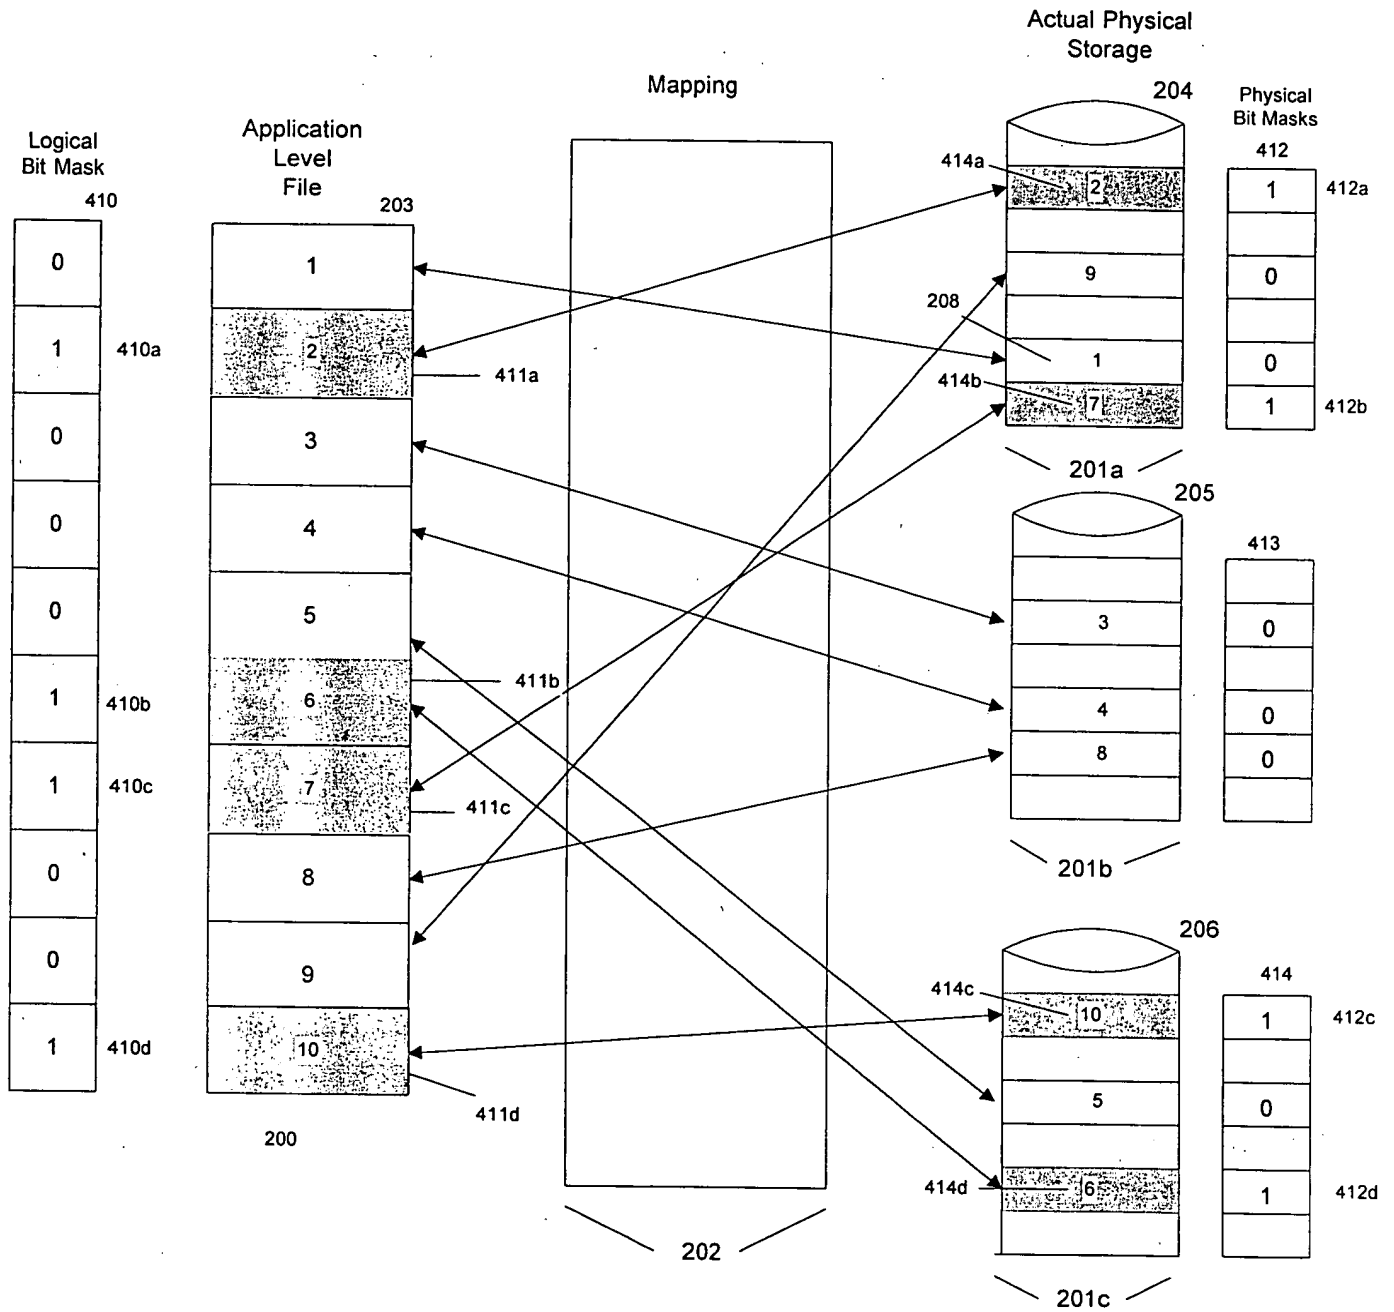 Actual Physical
Storage
Mapping
204
Physical
Bit Masks
412
Logical
Bit Mask
410
Application
Level
File
203
0
1
410a
0
0
0
1
410b
1
410c
0
0
1
410d
1
2
411a
3
4
5
6
411b
7
411c
8
9
10
411d
200
202
414a
2
9
208
1
414b
7
201a
1
412a
0
0
1
412b
205
3
4
8
201b
413
0
0
0
206
414c
10
5
414d
6
201c
414
1
412c
0
1
412d